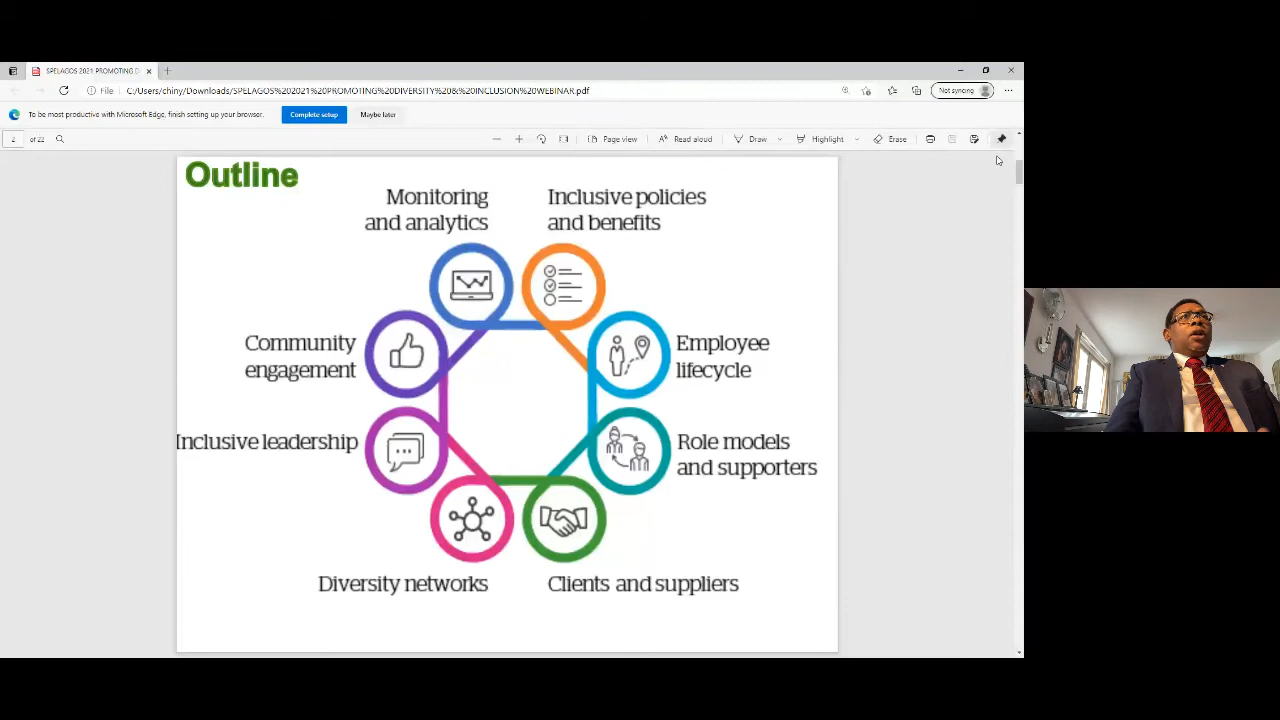 SPELAGOS 2021 PROMOTING D
File
C:/Users/chiny/Downloads/SPELAGOS%202021%20PROMOTING%20DIVERSITY%20&%20INCLUSION%20WEBINAR.pdf
Not syncing
To be most productive with Microsoft Edge, finish setting up your browser.
Complete setup
Maybe later
2 of 22
Page view
Read aloud
Draw
Highlight
Erase
Outline
Monitoring
and analytics
Inclusive policies
and benefits
Community
engagement
Employee
lifecycle
Inclusive leadership
Role models
and supporters
Diversity networks
Clients and suppliers